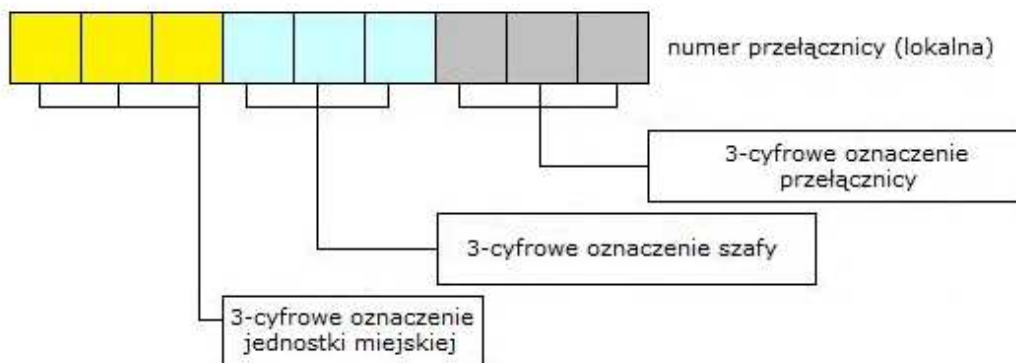 numer przełącznicy (lokalna)
3-cyfrowe oznaczenie
przełącznicy
3-cyfrowe oznaczenie szafy
3-cyfrowe oznaczenie
jednostki miejskiej